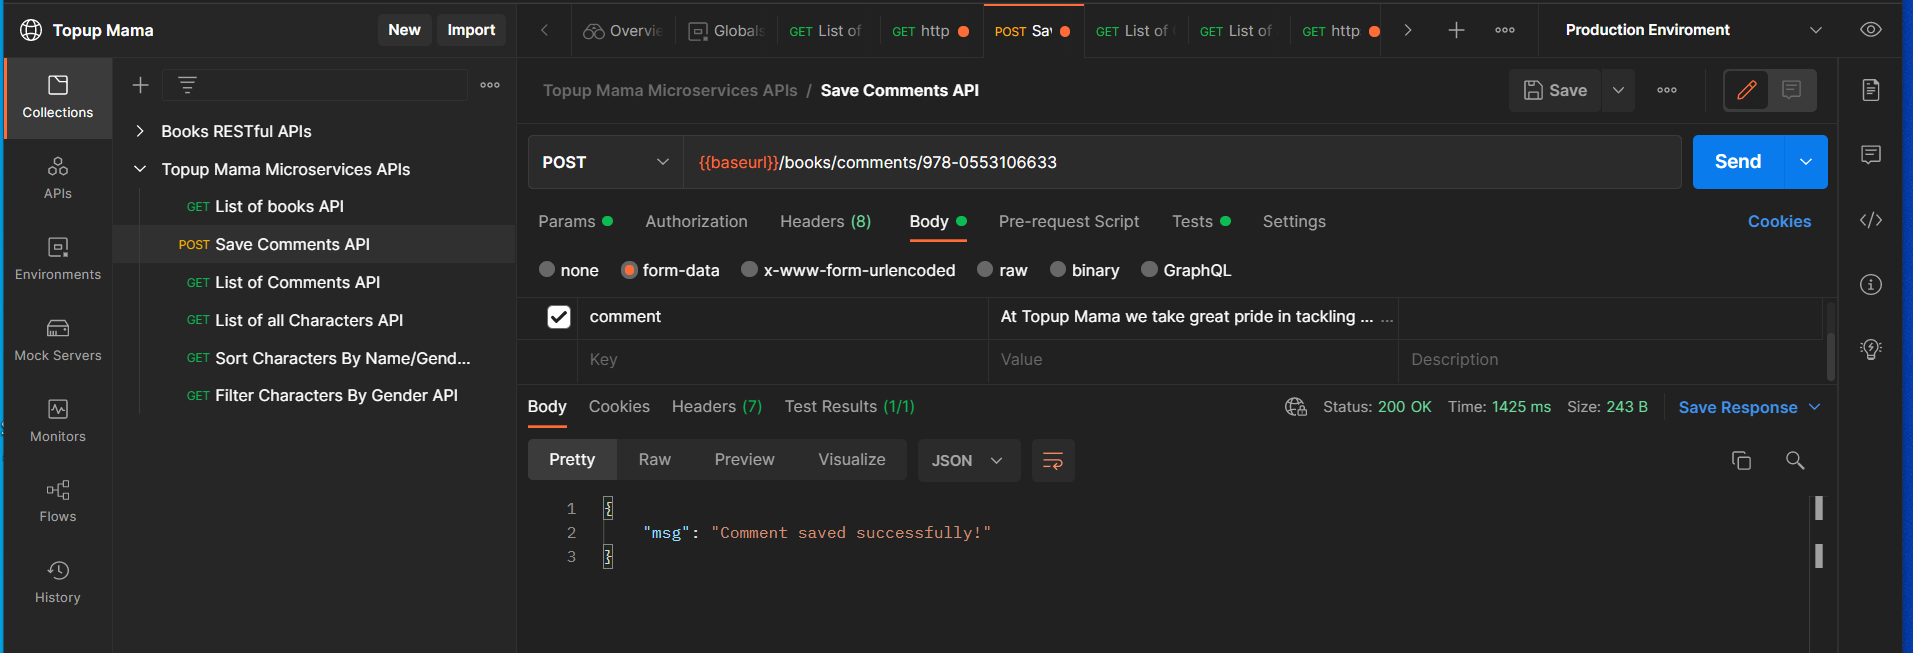 Topup Mama New Import Overvie Globals GET List of GET http POST Sav GET List of GET List of GET http Production Enviroment
Collections
APIs
Environments
Mock Servers
Monitors
Flows
History
Books RESTful APIs
Topup Mama Microservices APIs
GET List of books API
POST Save Comments API
GET List of Comments API
GET List of all Characters API
GET Sort Characters By Name/Gend...
GET Filter Characters By Gender API
Topup Mama Microservices APIs / Save Comments API Save
POST {{baseurl}}/books/comments/978-0553106633 Send
Params Authorization Headers (8) Body Pre-request Script Tests Settings Cookies
none form-data x-www-form-urlencoded raw binary GraphQL
comment At Topup Mama we take great pride in tackling ... ...
Key Value Description
Body Cookies Headers (7) Test Results (1/1) Status: 200 OK Time: 1425 ms Size: 243 B Save Response
Pretty Raw Preview Visualize JSON
1 {
2 "msg": "Comment saved successfully!"
3 }